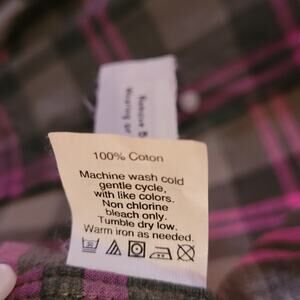 100% Coton
Machine wash cold
gentle cycle,
with like colors.
Non chlorine
bleach only.
Tumble dry low.
Warm iron as needed.